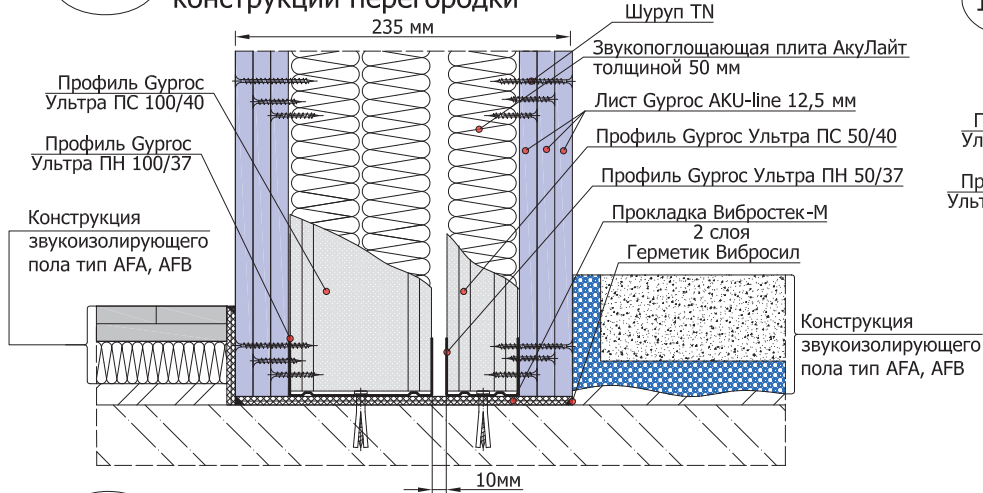 конструкции перегородки
235 мм
Шуруп TN
Звукопоглощающая плита АкуЛайт
толщиной 50 мм
Профиль Gyproc
Ультра ПС 100/40
Лист Gyproc AKU-line 12,5 мм
Профиль Gyproc Ультра ПС 50/40
Профиль Gyproc
Ультра ПН 100/37
Профиль Gyproc Ультра ПН 50/37
Прокладка Вибростек-М
2 слоя
Конструкция
звукоизолирующего
пола тип AFA, AFB
Герметик Вибросил
Конструкция
звукоизолирующего
пола тип AFA, AFB
10мм